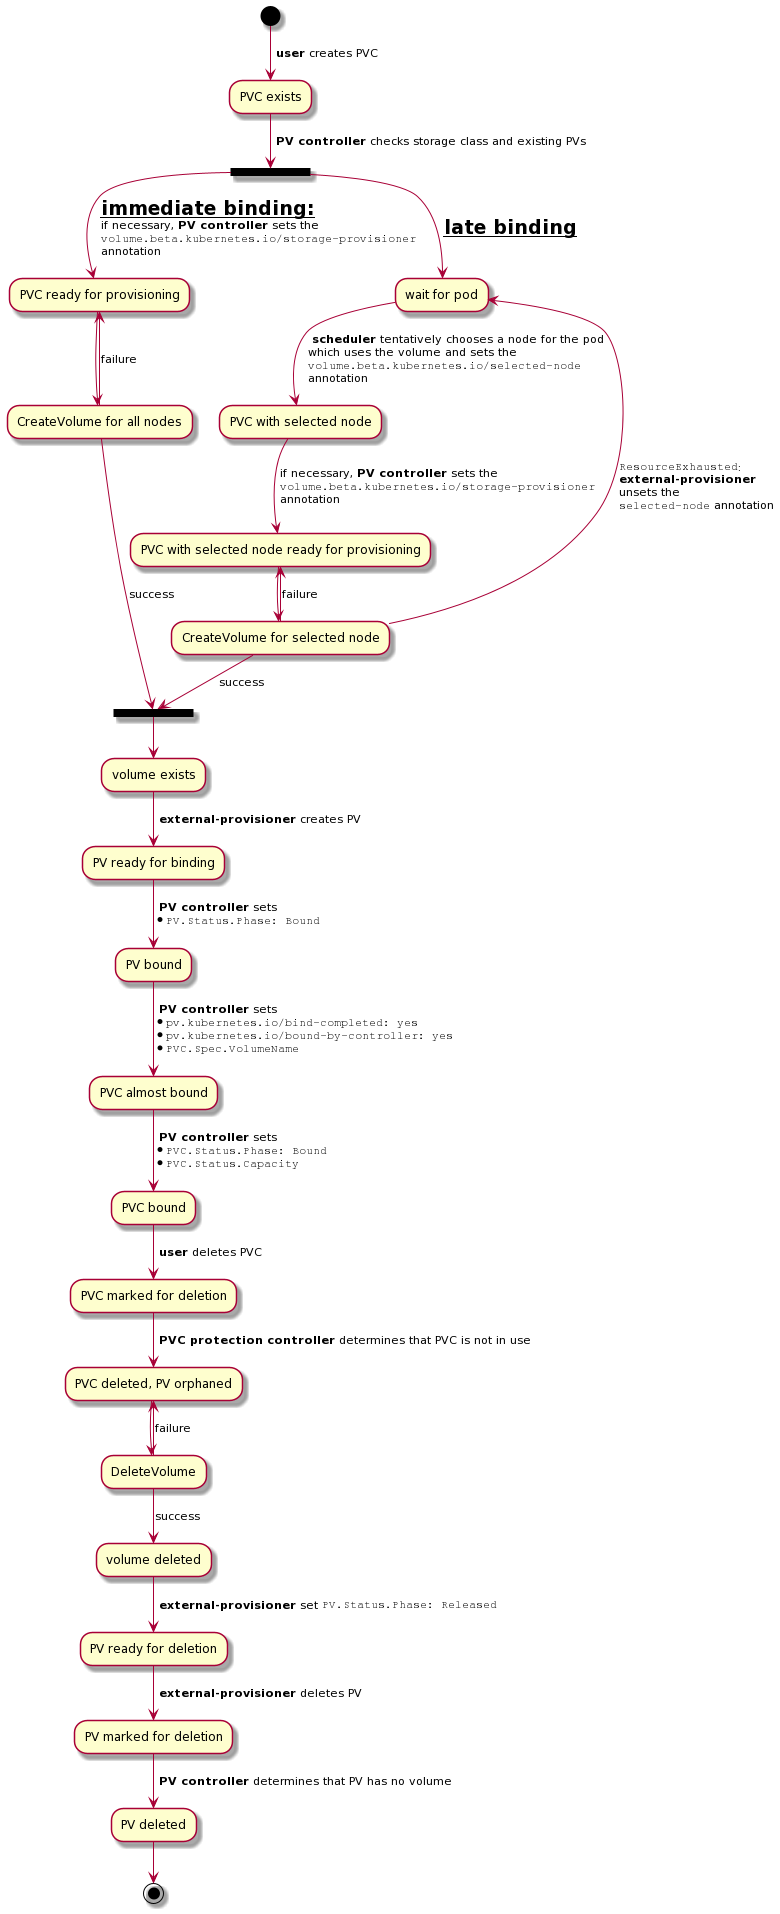 user creates PVC
PVC exists
PV controller checks storage class and existing PVs
immediate binding:
if necessary, PV controller sets the
volume.beta.kubernetes.io/storage-provisioner
annotation
late binding
PVC ready for provisioning
wait for pod
failure
scheduler tentatively chooses a node for the pod
which uses the volume and sets the
volume.beta.kubernetes.io/selected-node
annotation
CreateVolume for all nodes
PVC with selected node
if necessary, PV controller sets the
volume.beta.kubernetes.io/storage-provisioner
annotation
ResourceExhausted:
external-provisioner
unsets the
selected-node annotation
PVC with selected node ready for provisioning
success
failure
CreateVolume for selected node
success
volume exists
external-provisioner creates PV
PV ready for binding
PV controller sets
• PV.Status.Phase: Bound
PV bound
PV controller sets
• pv.kubernetes.io/bind-completed: yes
• pv.kubernetes.io/bound-by-controller: yes
• PVC.Spec.VolumeName
PVC almost bound
PV controller sets
• PVC.Status.Phase: Bound
• PVC.Status.Capacity
PVC bound
user deletes PVC
PVC marked for deletion
PVC protection controller determines that PVC is not in use
PVC deleted, PV orphaned
failure
DeleteVolume
success
volume deleted
external-provisioner set PV.Status.Phase: Released
PV ready for deletion
external-provisioner deletes PV
PV marked for deletion
PV controller determines that PV has no volume
PV deleted